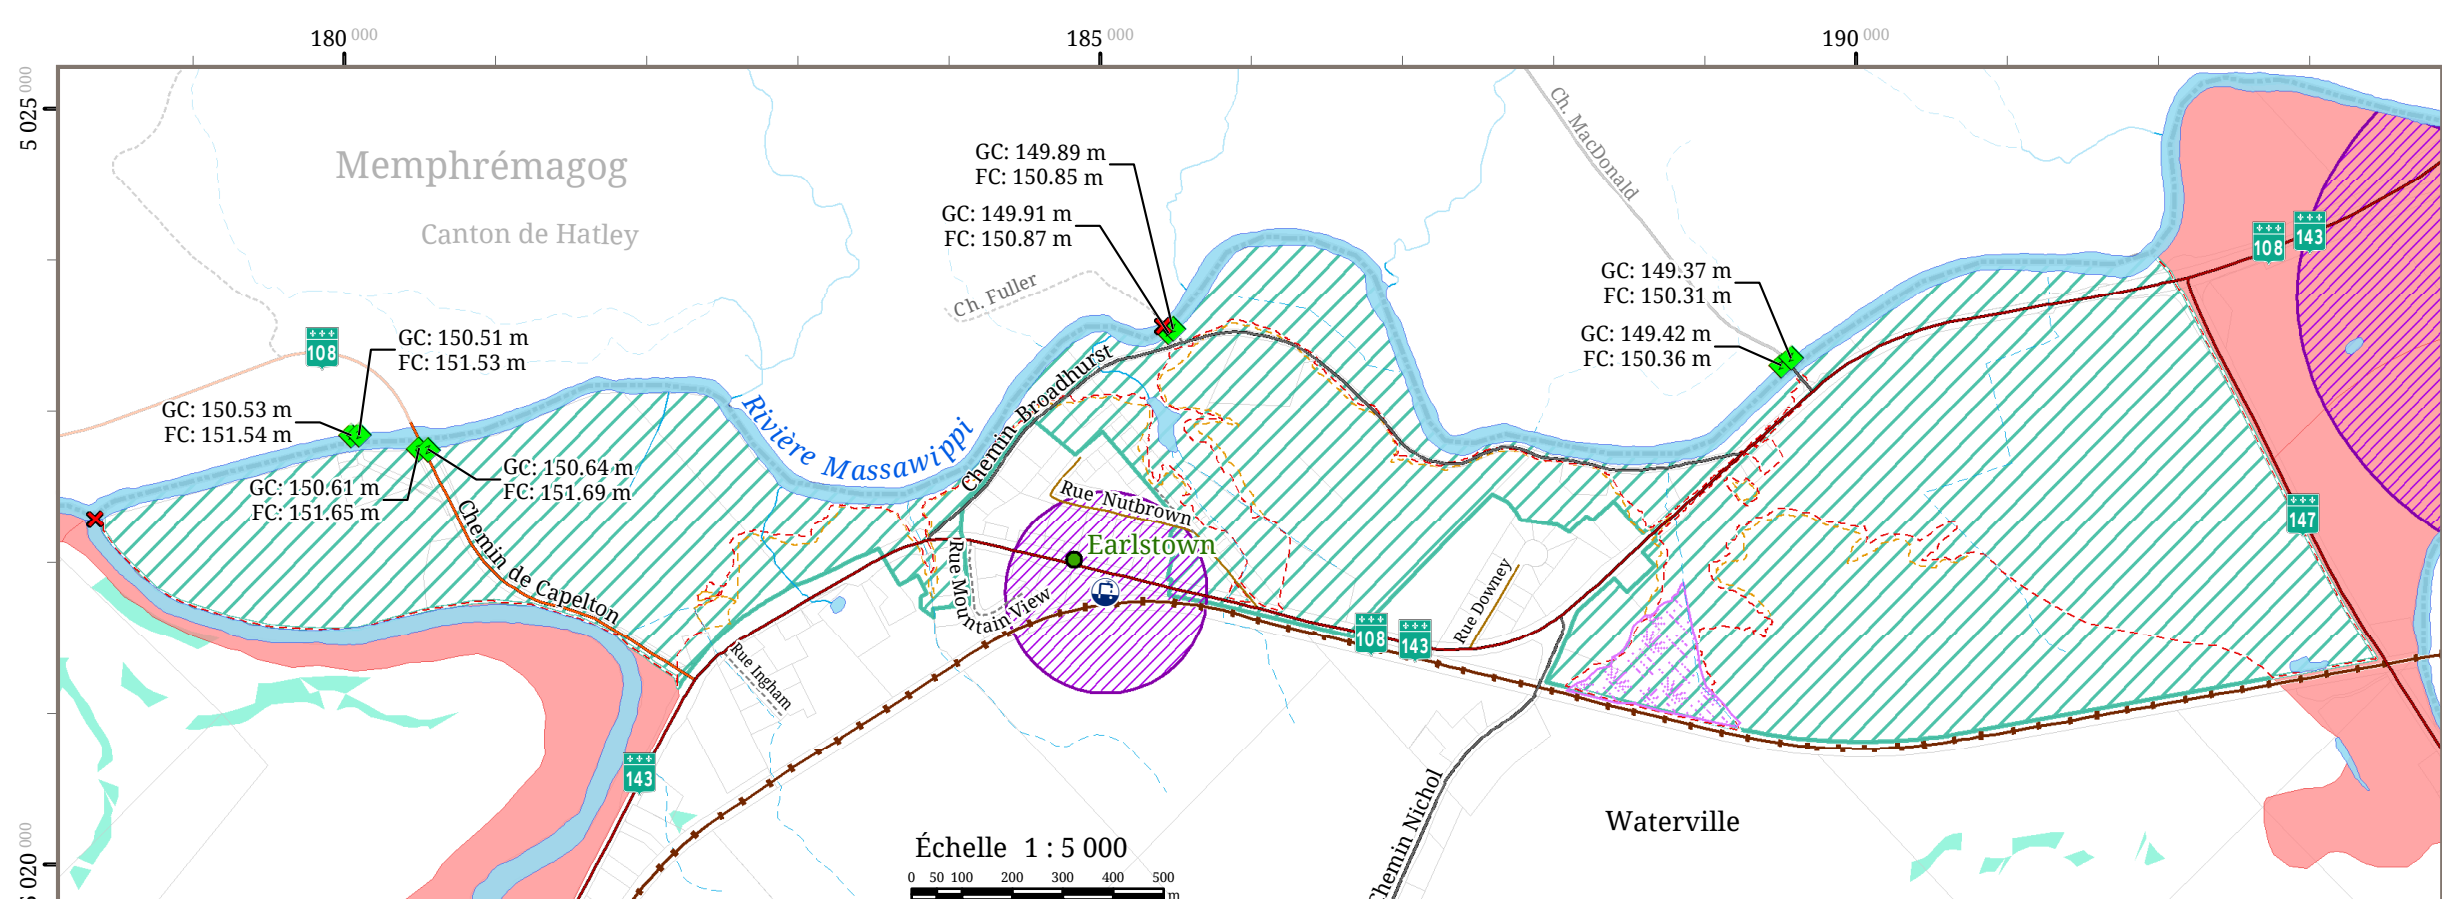 180 000
185 000
190 000
5 025 000
Memphrémagog
Canton de Hatley
GC: 149.89 m
FC: 150.85 m
GC: 149.91 m
FC: 150.87 m
Ch. MacDonald
108
143
Ch. Fuller
GC: 149.37 m
FC: 150.31 m
GC: 149.42 m
FC: 150.36 m
108
GC: 150.51 m
FC: 151.53 m
GC: 150.53 m
FC: 151.54 m
GC: 150.64 m
FC: 151.69 m
GC: 150.61 m
FC: 151.65 m
Rivière Massawippi
Chemin Broadhurst
Rue Nutbrown
147
Earlstown
Chemin de Capelton
Rue Mountain View
Rue Downey
108
143
Rue Ingham
143
Waterville
Chemin Nichol
020 000
Échelle 1 : 5 000
0 50 100 200 300 400 500
m